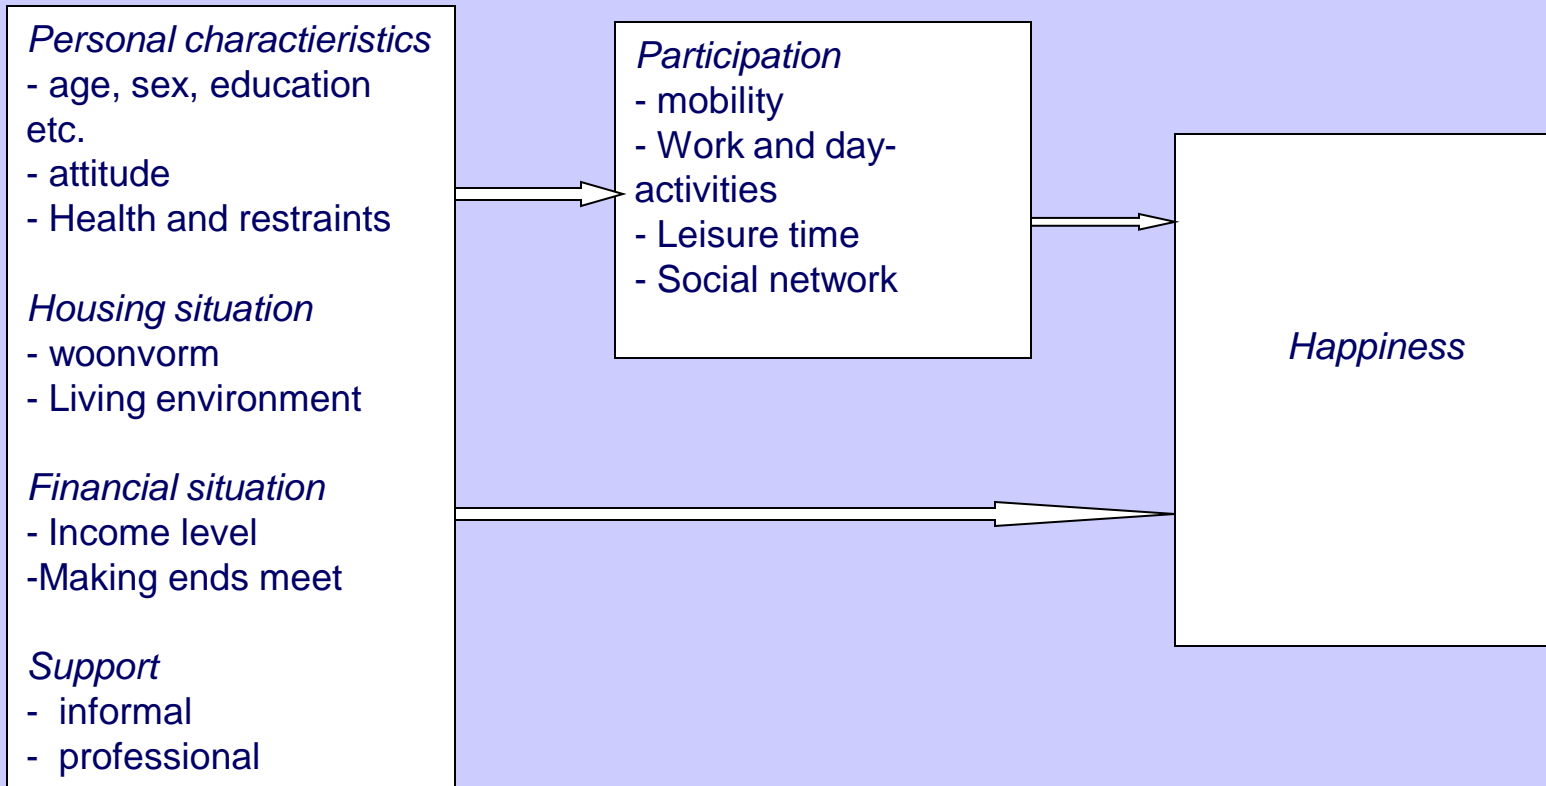 Personal charactieristics
- age, sex, education
etc.
- attitude
- Health and restraints
Housing situation
- woonvorm
- Living environment
Financial situation
- Income level
-Making ends meet
Support
- informal
- professional
Participation
- mobility
- Work and day-
activities
- Leisure time
- Social network
Happiness